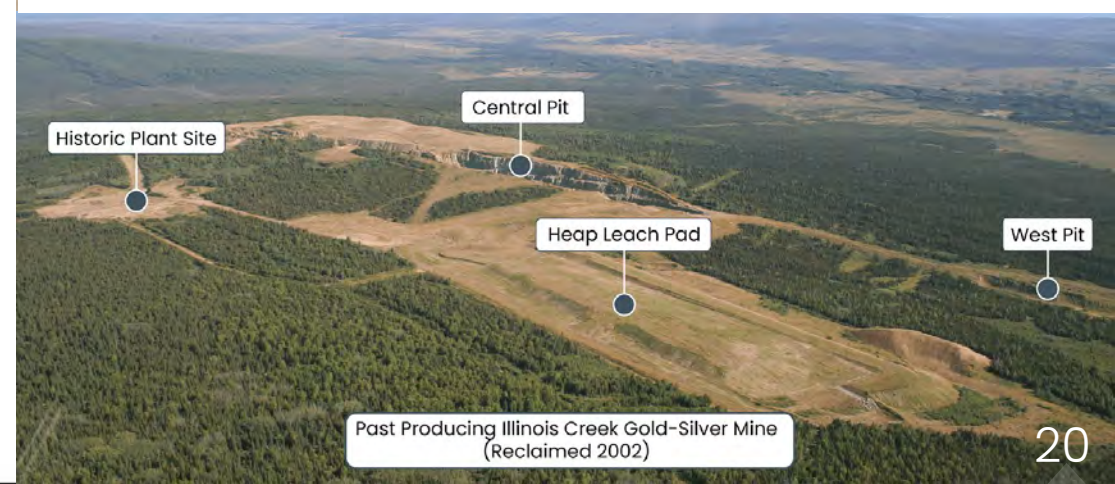 Central Pit
Historic Plant Site
Heap Leach Pad
West Pit
Past Producing Illinois Creek Gold-Silver Mine
(Reclaimed 2002)
20